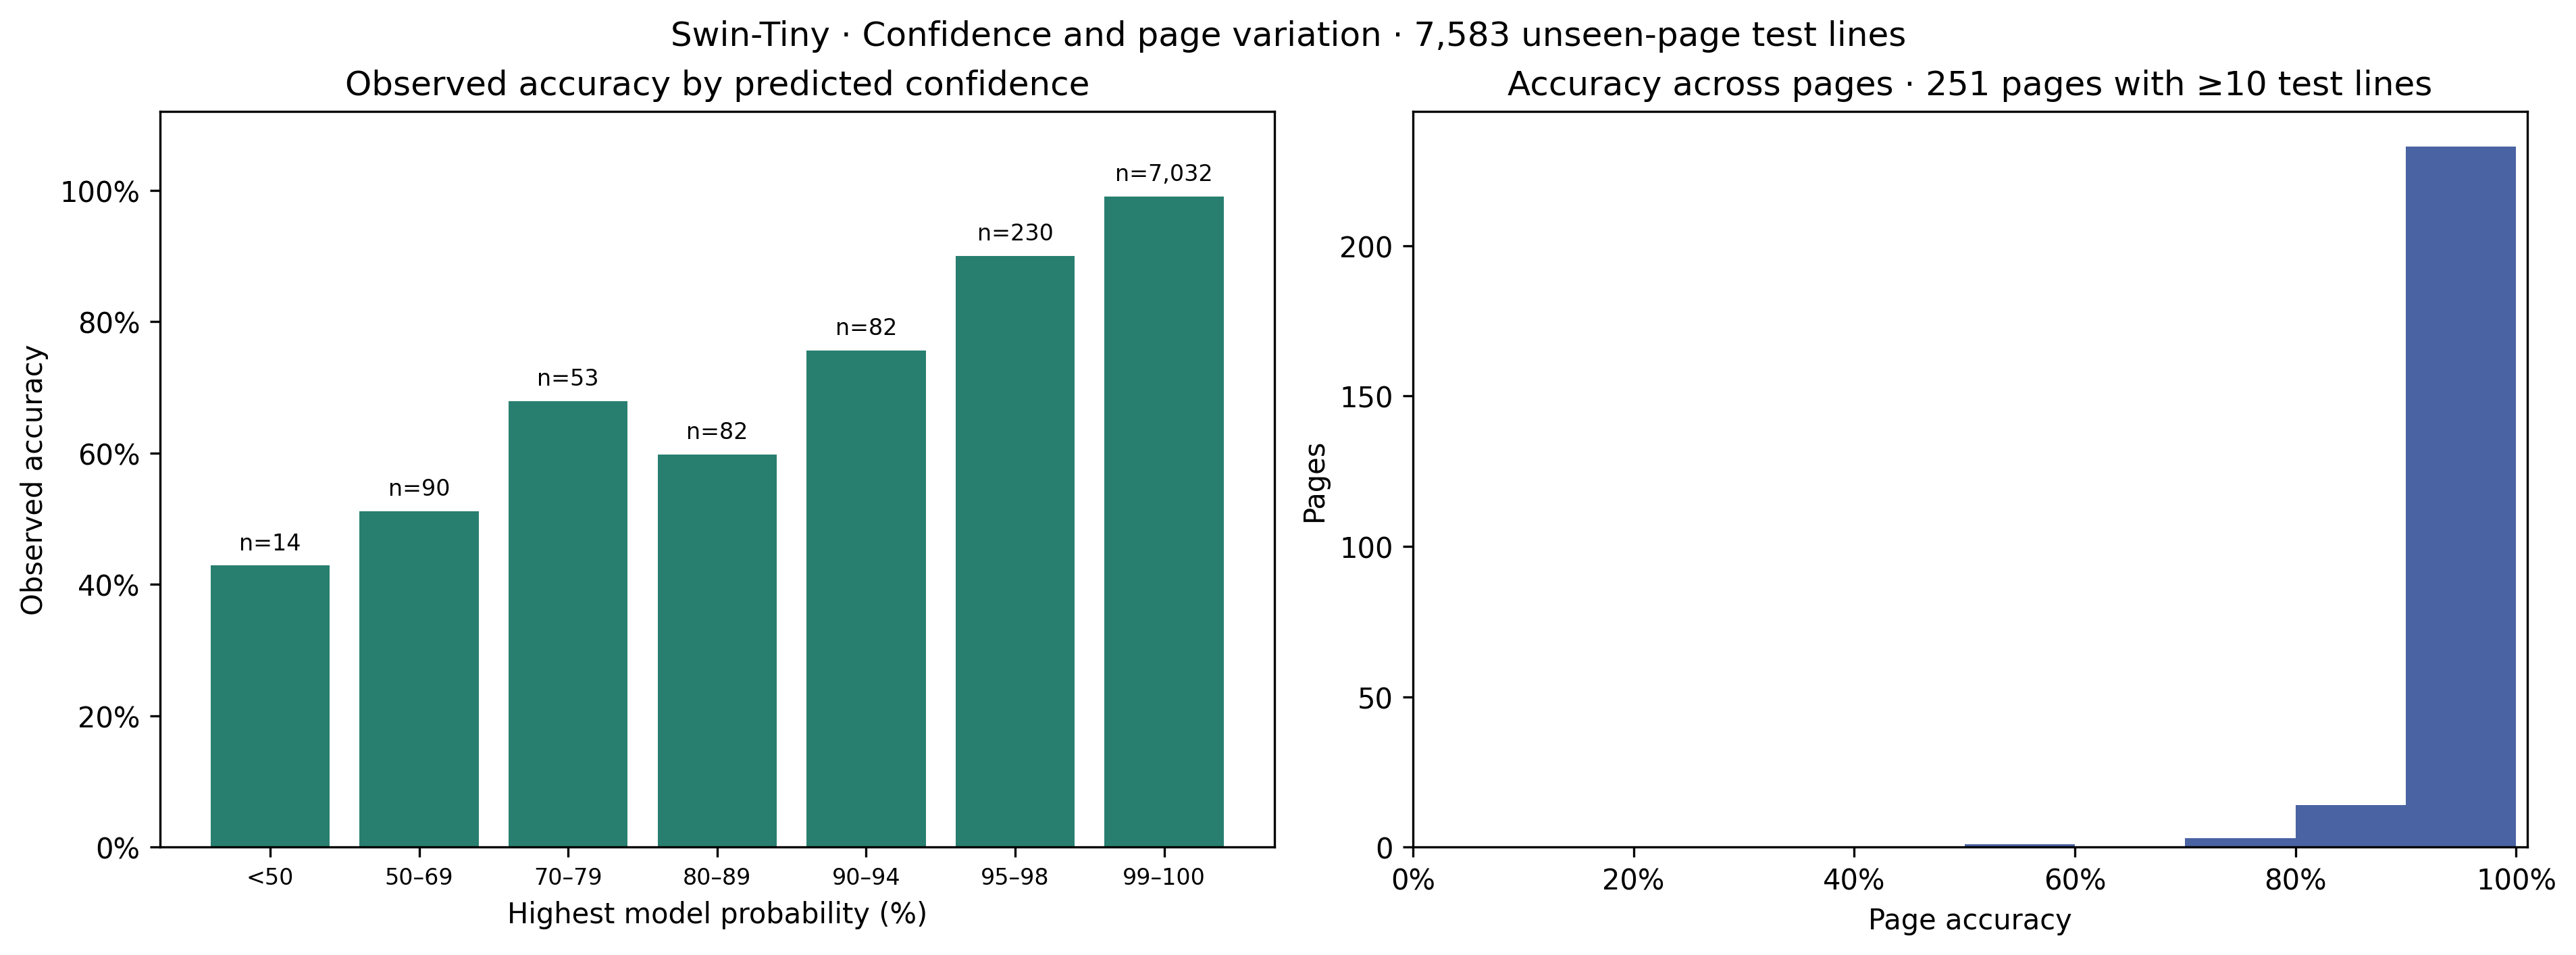 Swin-Tiny · Confidence and page variation · 7,583 unseen-page test lines
Observed accuracy by predicted confidence
Observed accuracy
100%
80%
60%
40%
20%
0%
n=14
n=90
n=53
n=82
n=82
n=230
n=7,032
<50
50–69
70–79
80–89
90–94
95–98
99–100
Highest model probability (%)
Accuracy across pages · 251 pages with ≥10 test lines
Pages
200
150
100
50
0
0%
20%
40%
60%
80%
100%
Page accuracy